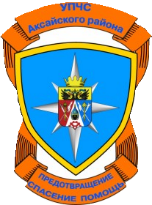 УПЧС
Аксайского района
ПРЕДОТВРАЩЕНИЕ
СПАСЕНИЕ ПОМОЩЬ